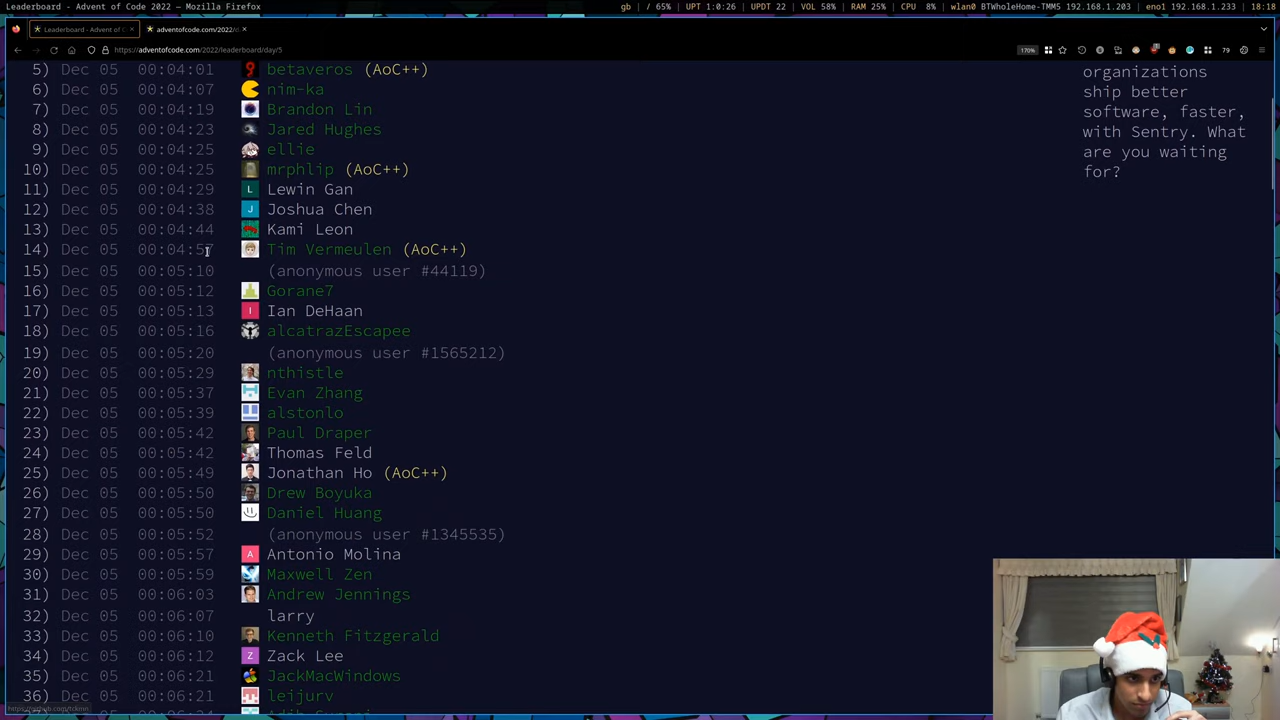 Leaderboard - Advent of Code 2022 — Mozilla Firefox
gb | / 65% | UPT 1:0:26 | UPDT 22 | VOL 58% | RAM 25% | CPU 8% | wlan0 BTWholeHome-TMM5 192.168.1.203 | eno1 192.168.1.233 | 18:18
Leaderboard - Advent of C ×
adventofcode.com/2022/ ×
https://adventofcode.com/2022/leaderboard/day/5
170%
79
5) Dec 05 00:04:01 betaveros (AoC++)
6) Dec 05 00:04:07 nim-ka
7) Dec 05 00:04:19 Brandon Lin
8) Dec 05 00:04:23 Jared Hughes
9) Dec 05 00:04:25 ellie
10) Dec 05 00:04:25 mrphlip (AoC++)
11) Dec 05 00:04:29 L Lewin Gan
12) Dec 05 00:04:38 J Joshua Chen
13) Dec 05 00:04:44 Kami Leon
14) Dec 05 00:04:57 Tim Vermeulen (AoC++)
15) Dec 05 00:05:10 (anonymous user #44119)
16) Dec 05 00:05:12 Gorane7
17) Dec 05 00:05:13 I Ian DeHaan
18) Dec 05 00:05:16 alcatrazEscapee
19) Dec 05 00:05:20 (anonymous user #1565212)
20) Dec 05 00:05:29 nthistle
21) Dec 05 00:05:37 Evan Zhang
22) Dec 05 00:05:39 alstonlo
23) Dec 05 00:05:42 Paul Draper
24) Dec 05 00:05:42 Thomas Feld
25) Dec 05 00:05:49 Jonathan Ho (AoC++)
26) Dec 05 00:05:50 Drew Boyuka
27) Dec 05 00:05:50 Daniel Huang
28) Dec 05 00:05:52 (anonymous user #1345535)
29) Dec 05 00:05:57 A Antonio Molina
30) Dec 05 00:05:59 Maxwell Zen
31) Dec 05 00:06:03 Andrew Jennings
32) Dec 05 00:06:07 larry
33) Dec 05 00:06:10 Kenneth Fitzgerald
34) Dec 05 00:06:12 Z Zack Lee
35) Dec 05 00:06:21 JackMacWindows
36) Dec 05 00:06:21 leijurv
organizations
ship better
software, faster,
with Sentry. What
are you waiting
for?